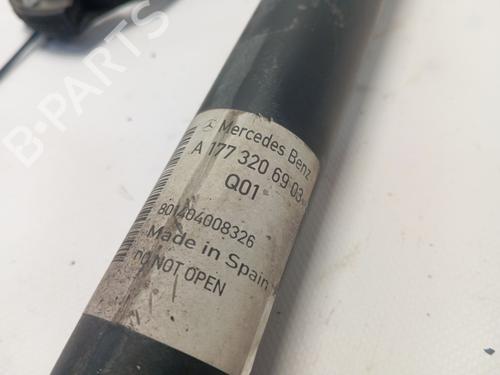 B-PARTS
Mercedes Benz
A 177 320 69 03
Q01
801404008326
Made in Spain
DO NOT OPEN